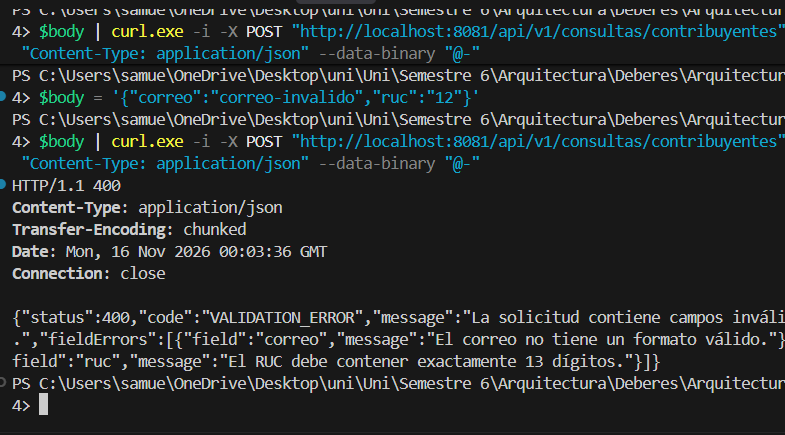 PS C:\Users\samue\OneDrive\Desktop\uni\Uni\Semestre 6\Arquitectura\Deberes\Arquitectur
4> $body | curl.exe -i -X POST "http://localhost:8081/api/v1/consultas/contribuyentes"
"Content-Type: application/json" --data-binary "@-"
PS C:\Users\samue\OneDrive\Desktop\uni\Uni\Semestre 6\Arquitectura\Deberes\Arquitectur
4> $body = '{"correo":"correo-invalido","ruc":"12"}'
PS C:\Users\samue\OneDrive\Desktop\uni\Uni\Semestre 6\Arquitectura\Deberes\Arquitectur
4> $body | curl.exe -i -X POST "http://localhost:8081/api/v1/consultas/contribuyentes"
"Content-Type: application/json" --data-binary "@-"
HTTP/1.1 400
Content-Type: application/json
Transfer-Encoding: chunked
Date: Mon, 16 Nov 2026 00:03:36 GMT
Connection: close
{"status":400,"code":"VALIDATION_ERROR","message":"La solicitud contiene campos inváli
.","fieldErrors":[{"field":"correo","message":"El correo no tiene un formato válido."}
field":"ruc","message":"El RUC debe contener exactamente 13 dígitos."}]}
PS C:\Users\samue\OneDrive\Desktop\uni\Uni\Semestre 6\Arquitectura\Deberes\Arquitectur
4>